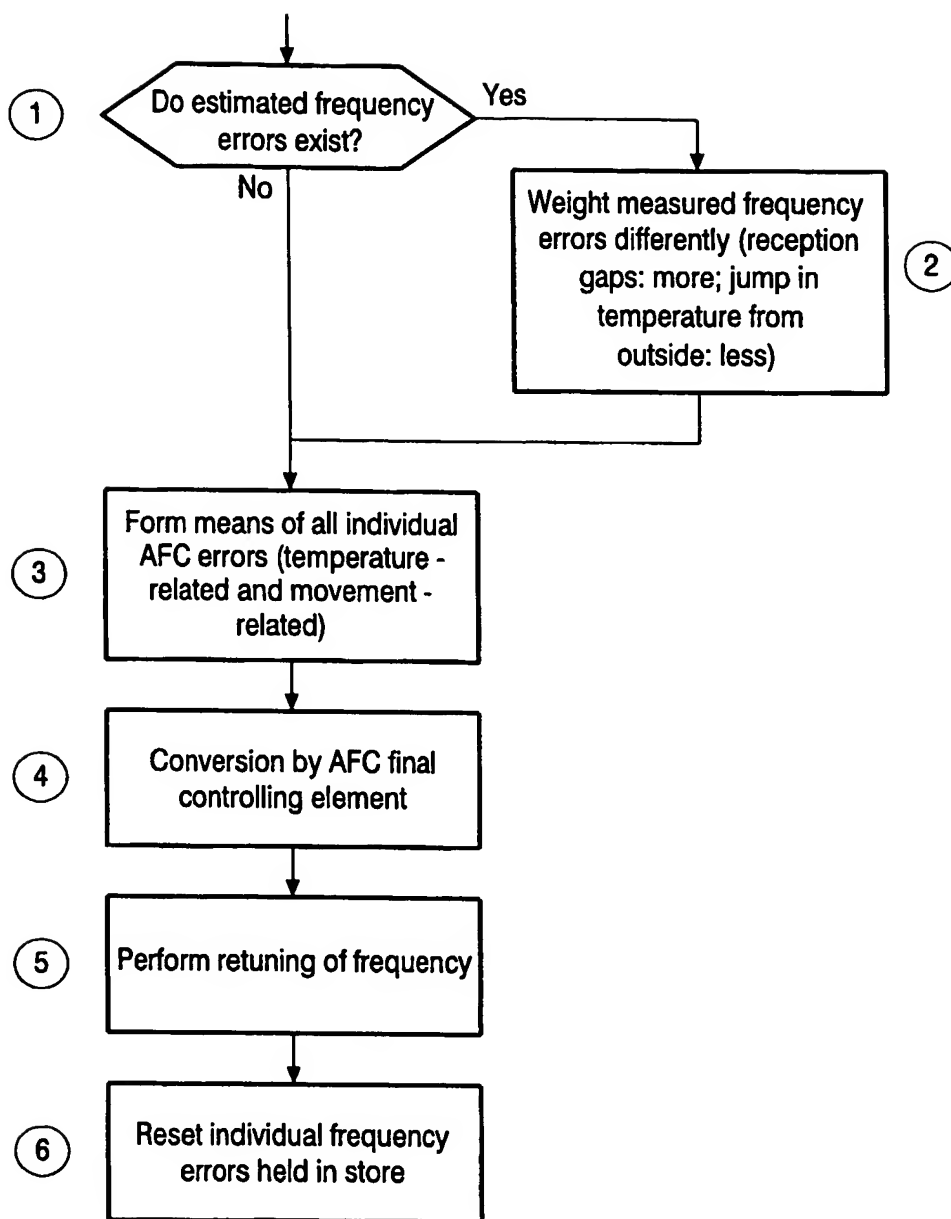 1
Do estimated frequency
errors exist?
Yes
No
Weight measured frequency
errors differently (reception
gaps: more; jump in
temperature from
outside: less)
2
3
Form means of all individual
AFC errors (temperature -
related and movement -
related)
4
Conversion by AFC final
controlling element
5
Perform retuning of frequency
6
Reset individual frequency
errors held in store